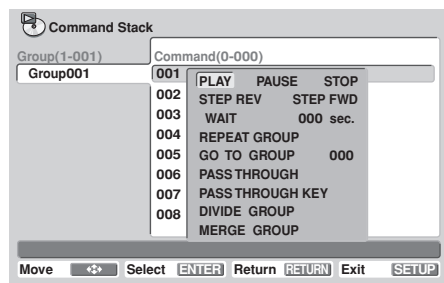 Command Stack
Group(1-001) Command(0-000)
Group001 001 PLAY PAUSE STOP
002 STEP REV STEP FWD
003 WAIT 000 sec.
004 REPEAT GROUP
005 GO TO GROUP 000
006 PASS THROUGH
007 PASS THROUGH KEY
008 DIVIDE GROUP
MERGE GROUP
Move Select ENTER Return RETURN Exit SETUP